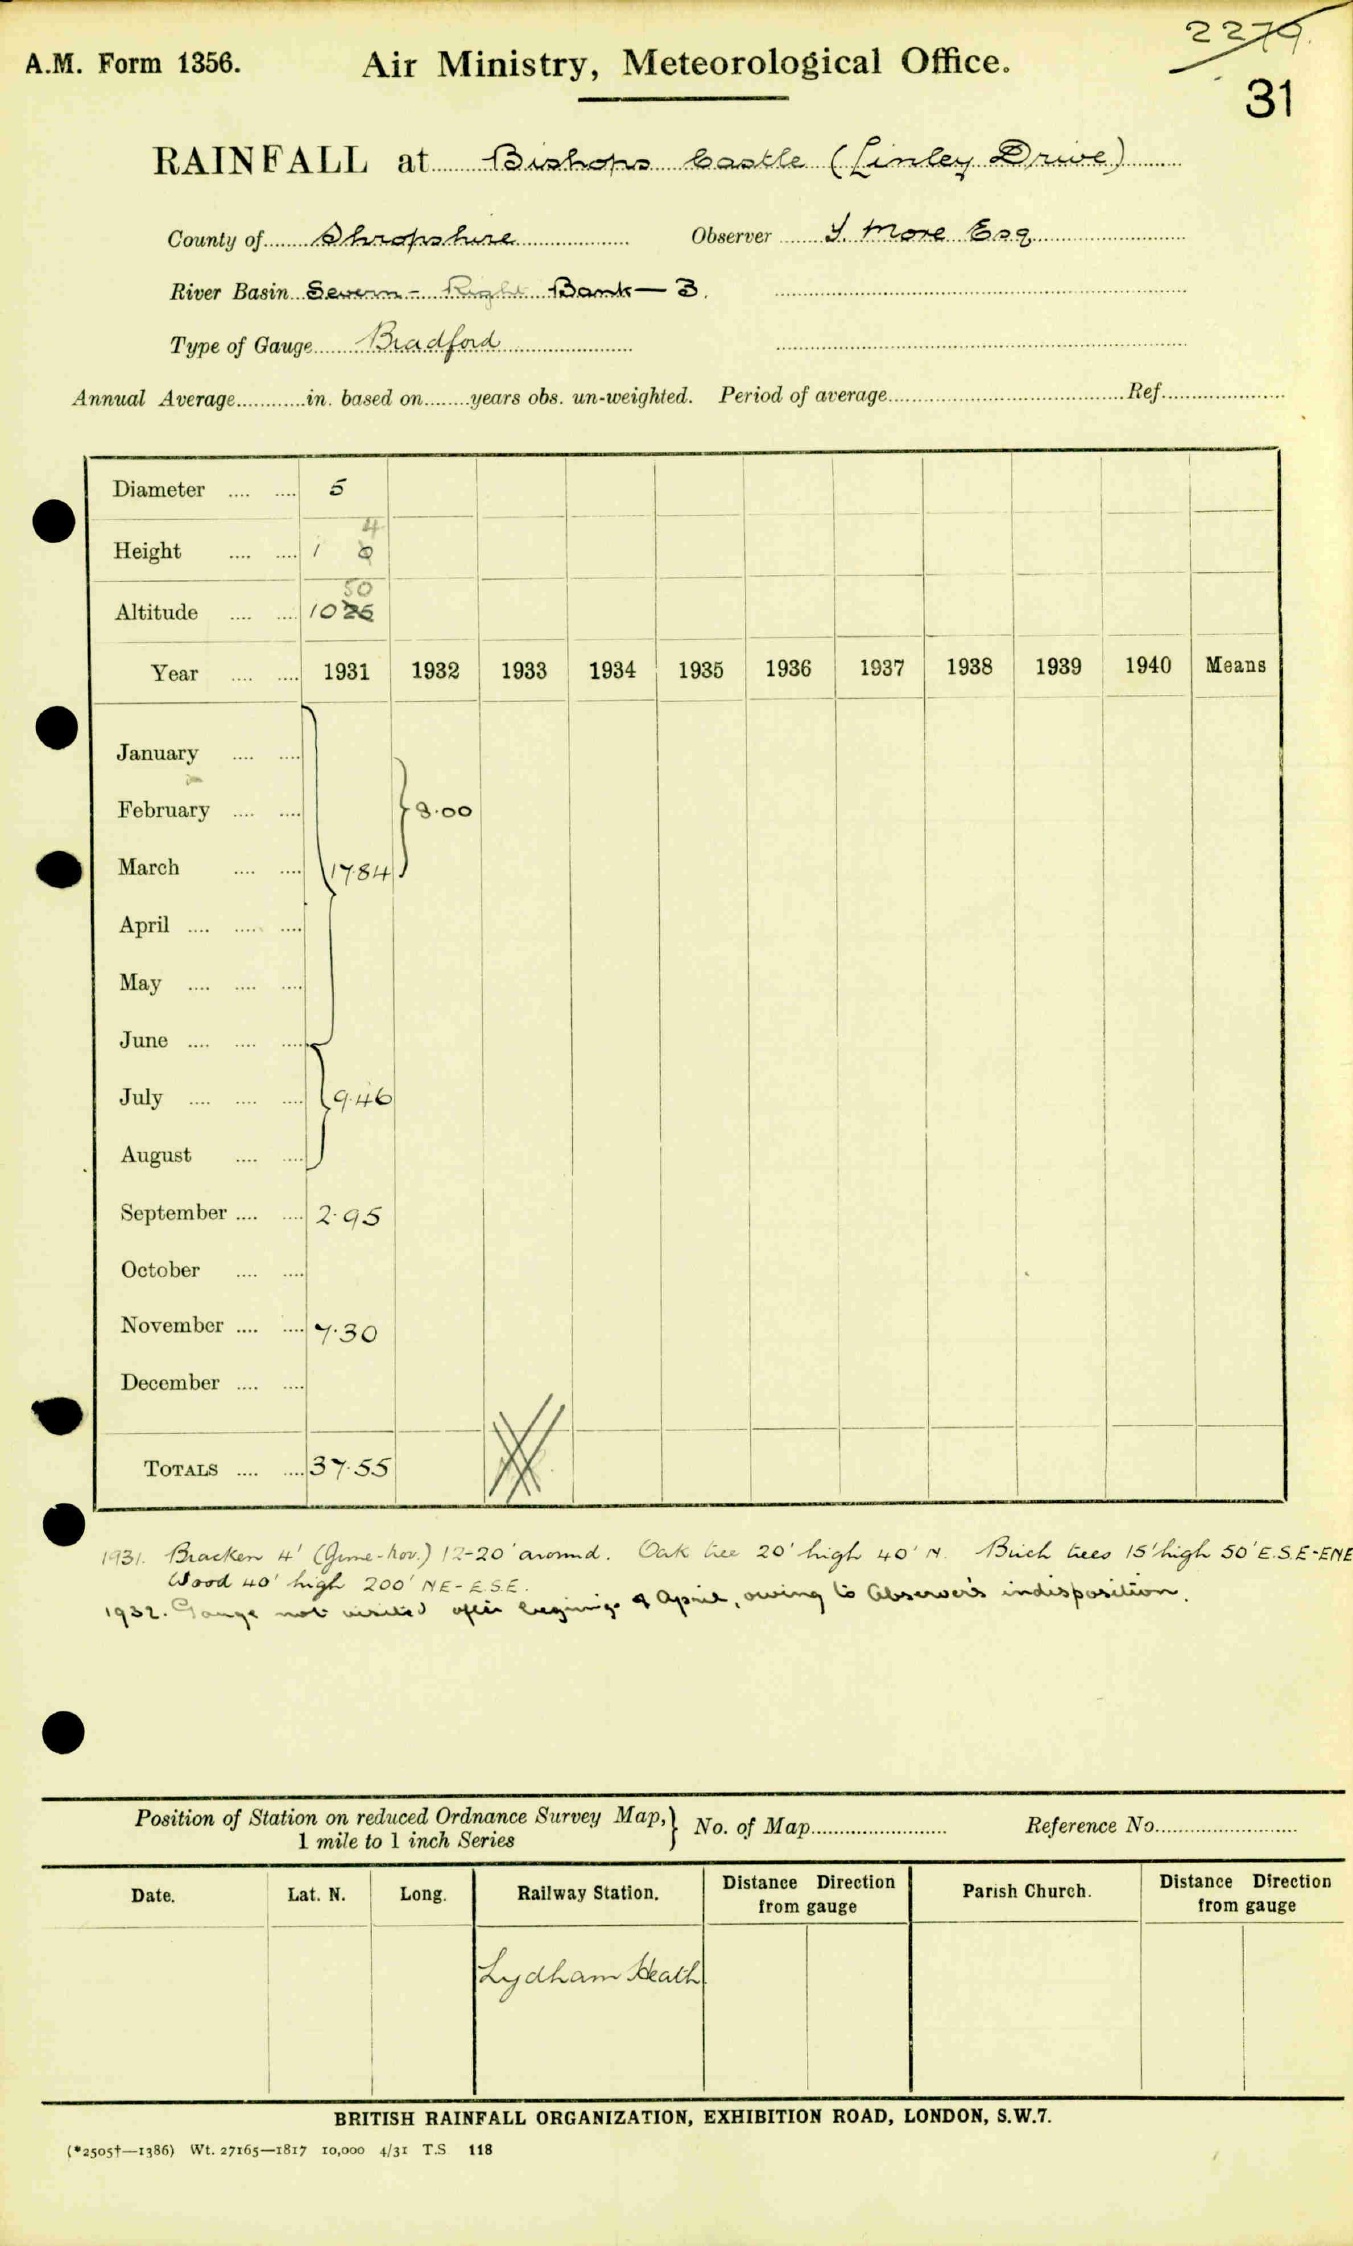 2279.
A.M. Form 1356. Air Ministry, Meteorological Office.
31
RAINFALL at Bishops Castle (Linley Drive)
County of Shropshire Observer J. More Esq
River Basin Severn - Right Bank — 3.
Type of Gauge Bradford
Annual Average in. based on years obs. un-weighted. Period of average Ref.
Diameter 5
4
Height 1 0
50
Altitude 1025
Year 1931 1932 1933 1934 1935 1936 1937 1938 1939 1940 Means
January
February 8.00
March 17.84
April
May
June
July 9.46
August
September 2.95
October
November 7.30
December
TOTALS 37.55
1931. Bracken 4' (June-Nov.) 12-20' around. Oak tree 20' high 40' N. Birch trees 15' high 50' E.S.E-ENE
Wood 40' high 200' NE-E.S.E.
1932. Gauge not visited after beginning of April, owing to Observer's indisposition.
Position of Station on reduced Ordnance Survey Map, } No. of Map Reference No.
1 mile to 1 inch Series
Date. Lat. N. Long. Railway Station. Distance Direction from gauge Parish Church. Distance Direction from gauge
Lydham Heath
BRITISH RAINFALL ORGANIZATION, EXHIBITION ROAD, LONDON, S.W.7.
(*2505†—1386) Wt. 27165—1817 10,000 4/31 T.S 118